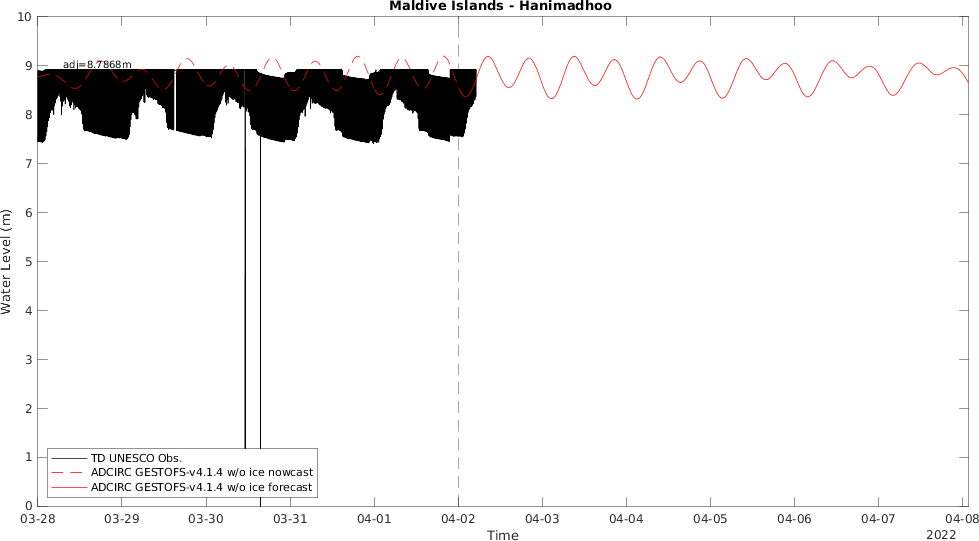 Maldive Islands - Hanimadhoo
10
9
8
7
6
5
4
3
2
1
0
Water Level (m)
adj=8.7868m
TD UNESCO Obs.
ADCIRC GESTOFS-v4.1.4 w/o ice nowcast
ADCIRC GESTOFS-v4.1.4 w/o ice forecast
03-28 03-29 03-30 03-31 04-01 04-02 04-03 04-04 04-05 04-06 04-07 04-08
Time
2022